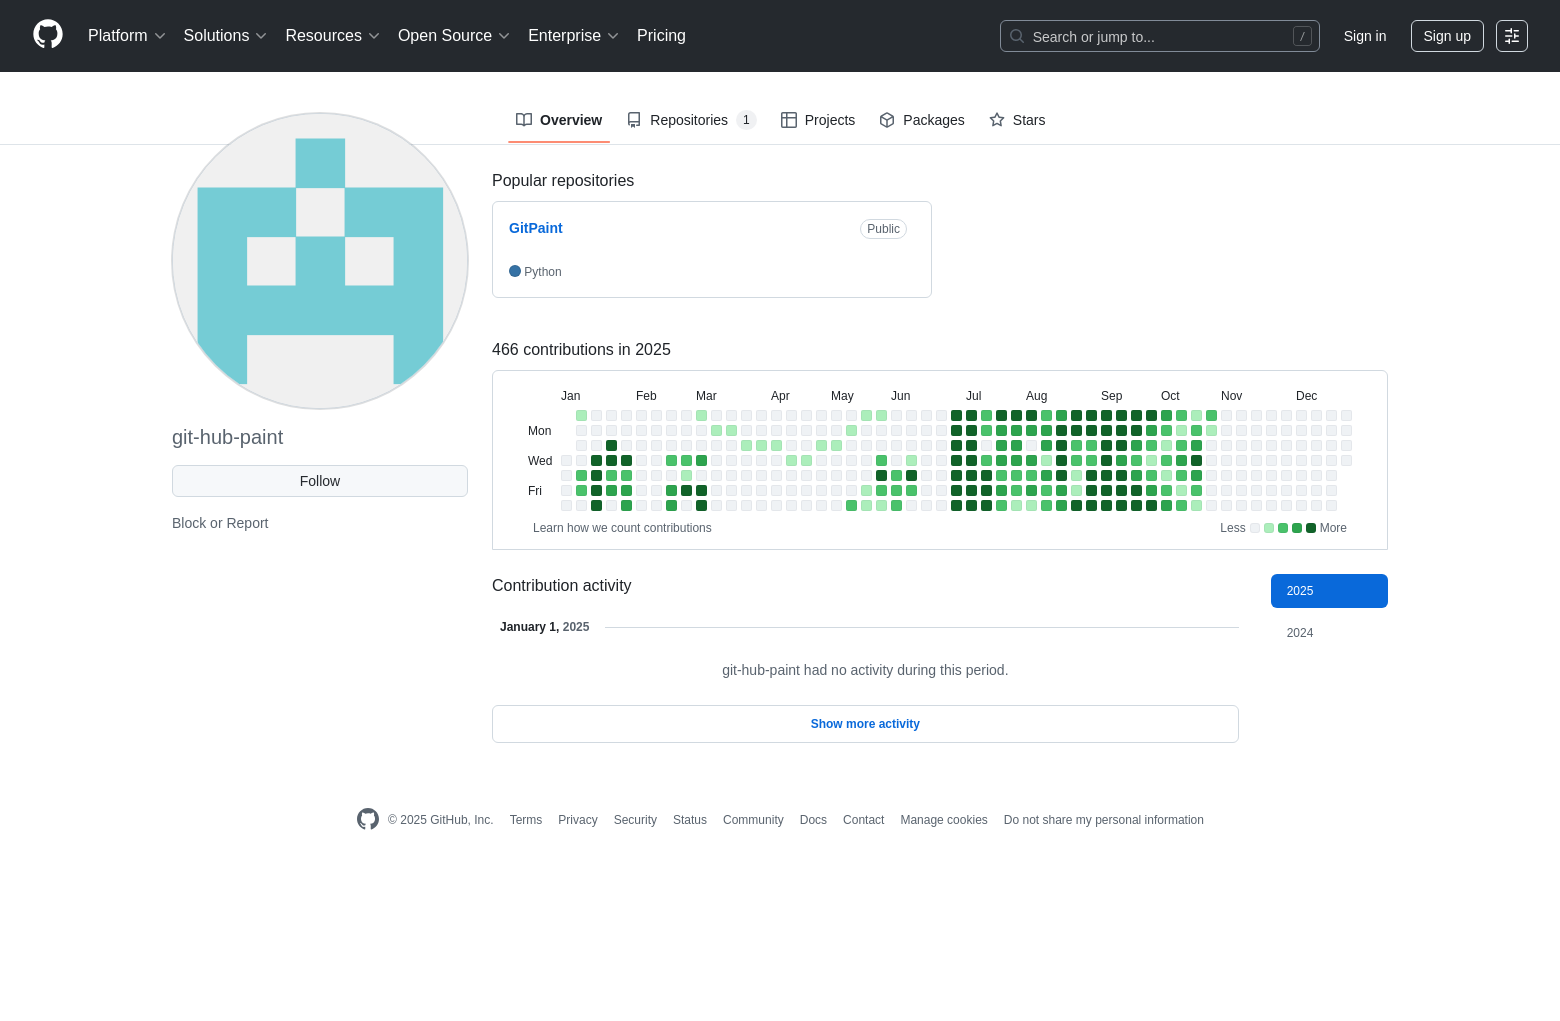 Platform Solutions Resources Open Source Enterprise Pricing Search or jump to... / Sign in Sign up
Overview Repositories 1 Projects Packages Stars
git-hub-paint
Follow
Block or Report
Popular repositories
GitPaint Public
Python
466 contributions in 2025
Jan Feb Mar Apr May Jun Jul Aug Sep Oct Nov Dec
Mon
Wed
Fri
Learn how we count contributions Less More
Contribution activity
2025
2024
January 1, 2025
git-hub-paint had no activity during this period.
Show more activity
© 2025 GitHub, Inc. Terms Privacy Security Status Community Docs Contact Manage cookies Do not share my personal information